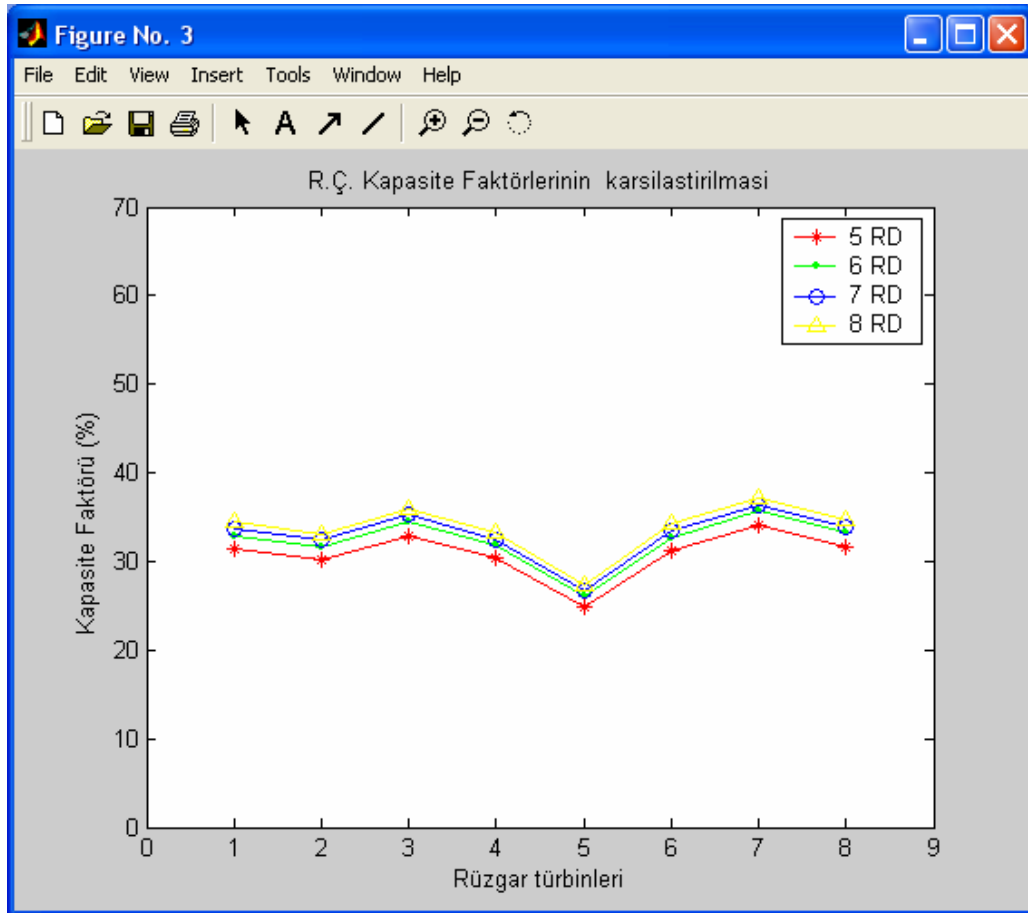 Figure No. 3
File Edit View Insert Tools Window Help
A
R.Ç. Kapasite Faktörlerinin karsilastirilmasi
70
60
50
40
30
20
10
0
Kapasite Faktörü (%)
5 RD
6 RD
7 RD
8 RD
0 1 2 3 4 5 6 7 8 9
Rüzgar türbinleri